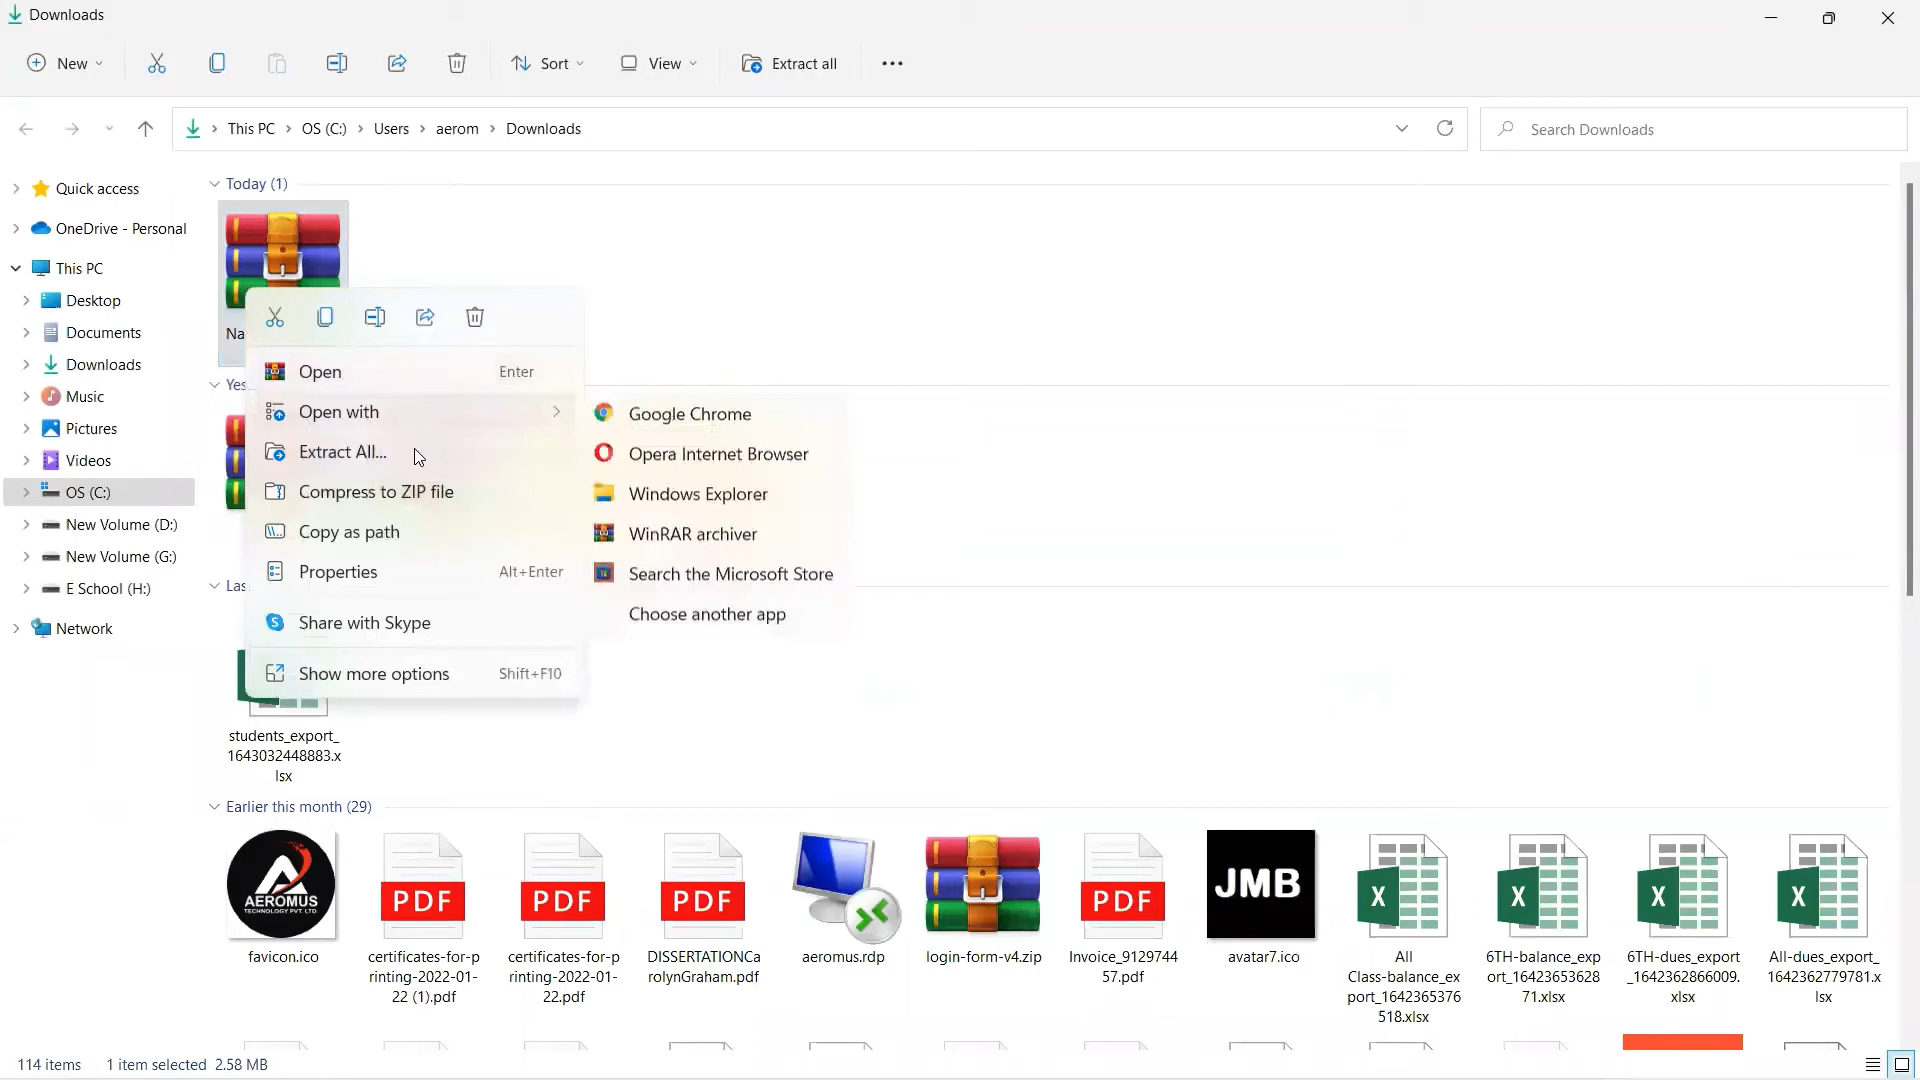 Downloads
New
Sort
View
Extract all
This PC > OS (C:) > Users > aerom > Downloads
Search Downloads
Quick access
OneDrive - Personal
This PC
Desktop
Documents
Downloads
Music
Pictures
Videos
OS (C:)
New Volume (D:)
New Volume (G:)
E School (H:)
Network
Today (1)
Na
Yes
Las
Open Enter
Open with
Extract All...
Compress to ZIP file
Copy as path
Properties Alt+Enter
Share with Skype
Show more options Shift+F10
Google Chrome
Opera Internet Browser
Windows Explorer
WinRAR archiver
Search the Microsoft Store
Choose another app
students_export_
1643032448883.x
lsx
Earlier this month (29)
AEROMUS
TECHNOLOGY PVT. LTD.
favicon.ico
PDF
certificates-for-p
rinting-2022-01-
22 (1).pdf
PDF
certificates-for-p
rinting-2022-01-
22.pdf
PDF
DISSERTATIONCa
rolynGraham.pdf
aeromus.rdp
login-form-v4.zip
PDF
Invoice_9129744
57.pdf
JMB
avatar7.ico
X
All
Class-balance_ex
port_1642365376
518.xlsx
X
6TH-balance_exp
ort_16423653628
71.xlsx
X
6TH-dues_export
_1642362866009.
xlsx
X
All-dues_export_
1642362779781.x
lsx
114 items 1 item selected 2.58 MB